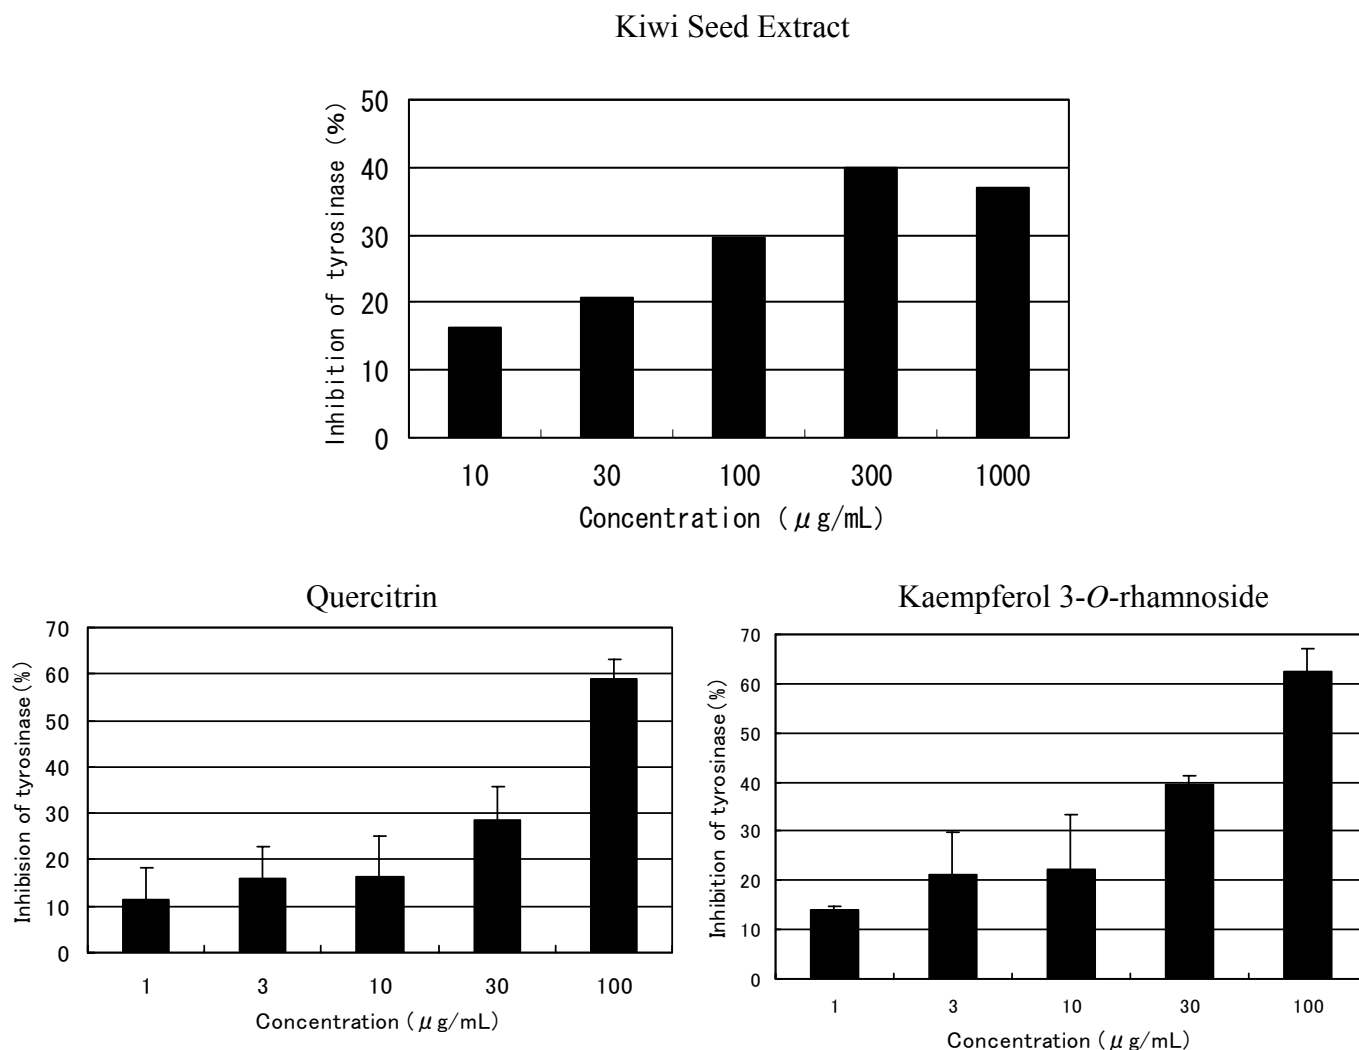 Kiwi Seed Extract
Inhibition of tyrosinase (%)
50
40
30
20
10
0
10 30 100 300 1000
Concentration (μg/mL)
Quercitrin
Inhibision of tyrosinase(%)
70
60
50
40
30
20
10
0
1 3 10 30 100
Concentration (μg/mL)
Kaempferol 3-O-rhamnoside
Inhibition of tyrosinase(%)
70
60
50
40
30
20
10
0
1 3 10 30 100
Concentration (μg/mL)